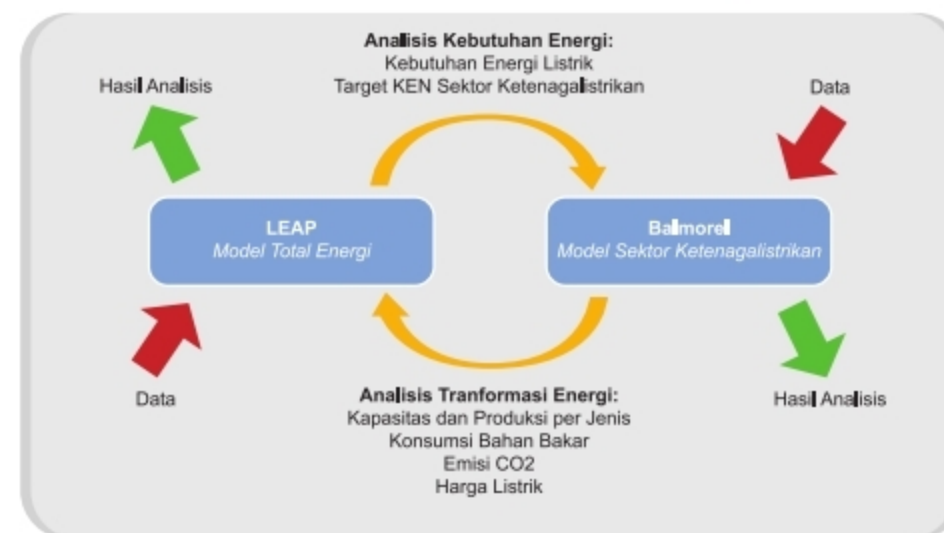 Analisis Kebutuhan Energi:
Kebutuhan Energi Listrik
Target KEN Sektor Ketenagalistrikan
Hasil Analisis
Data
LEAP
Model Total Energi
Balmorel
Model Sektor Ketenagalistrikan
Data
Analisis Tranformasi Energi:
Kapasitas dan Produksi per Jenis
Konsumsi Bahan Bakar
Emisi CO2
Harga Listrik
Hasil Analisis